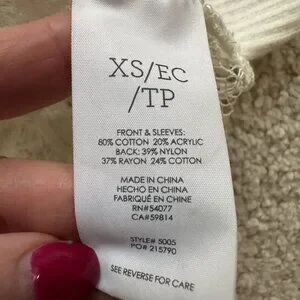 XS/EC
/TP
FRONT & SLEEVES:
80% COTTON 20% ACRYLIC
BACK: 39% NYLON
37% RAYON 24% COTTON
MADE IN CHINA
HECHO EN CHINA
FABRIQUÉ EN CHINE
RN#54077
CA#59814
STYLE# 5005
PO# 215790
SEE REVERSE FOR CARE